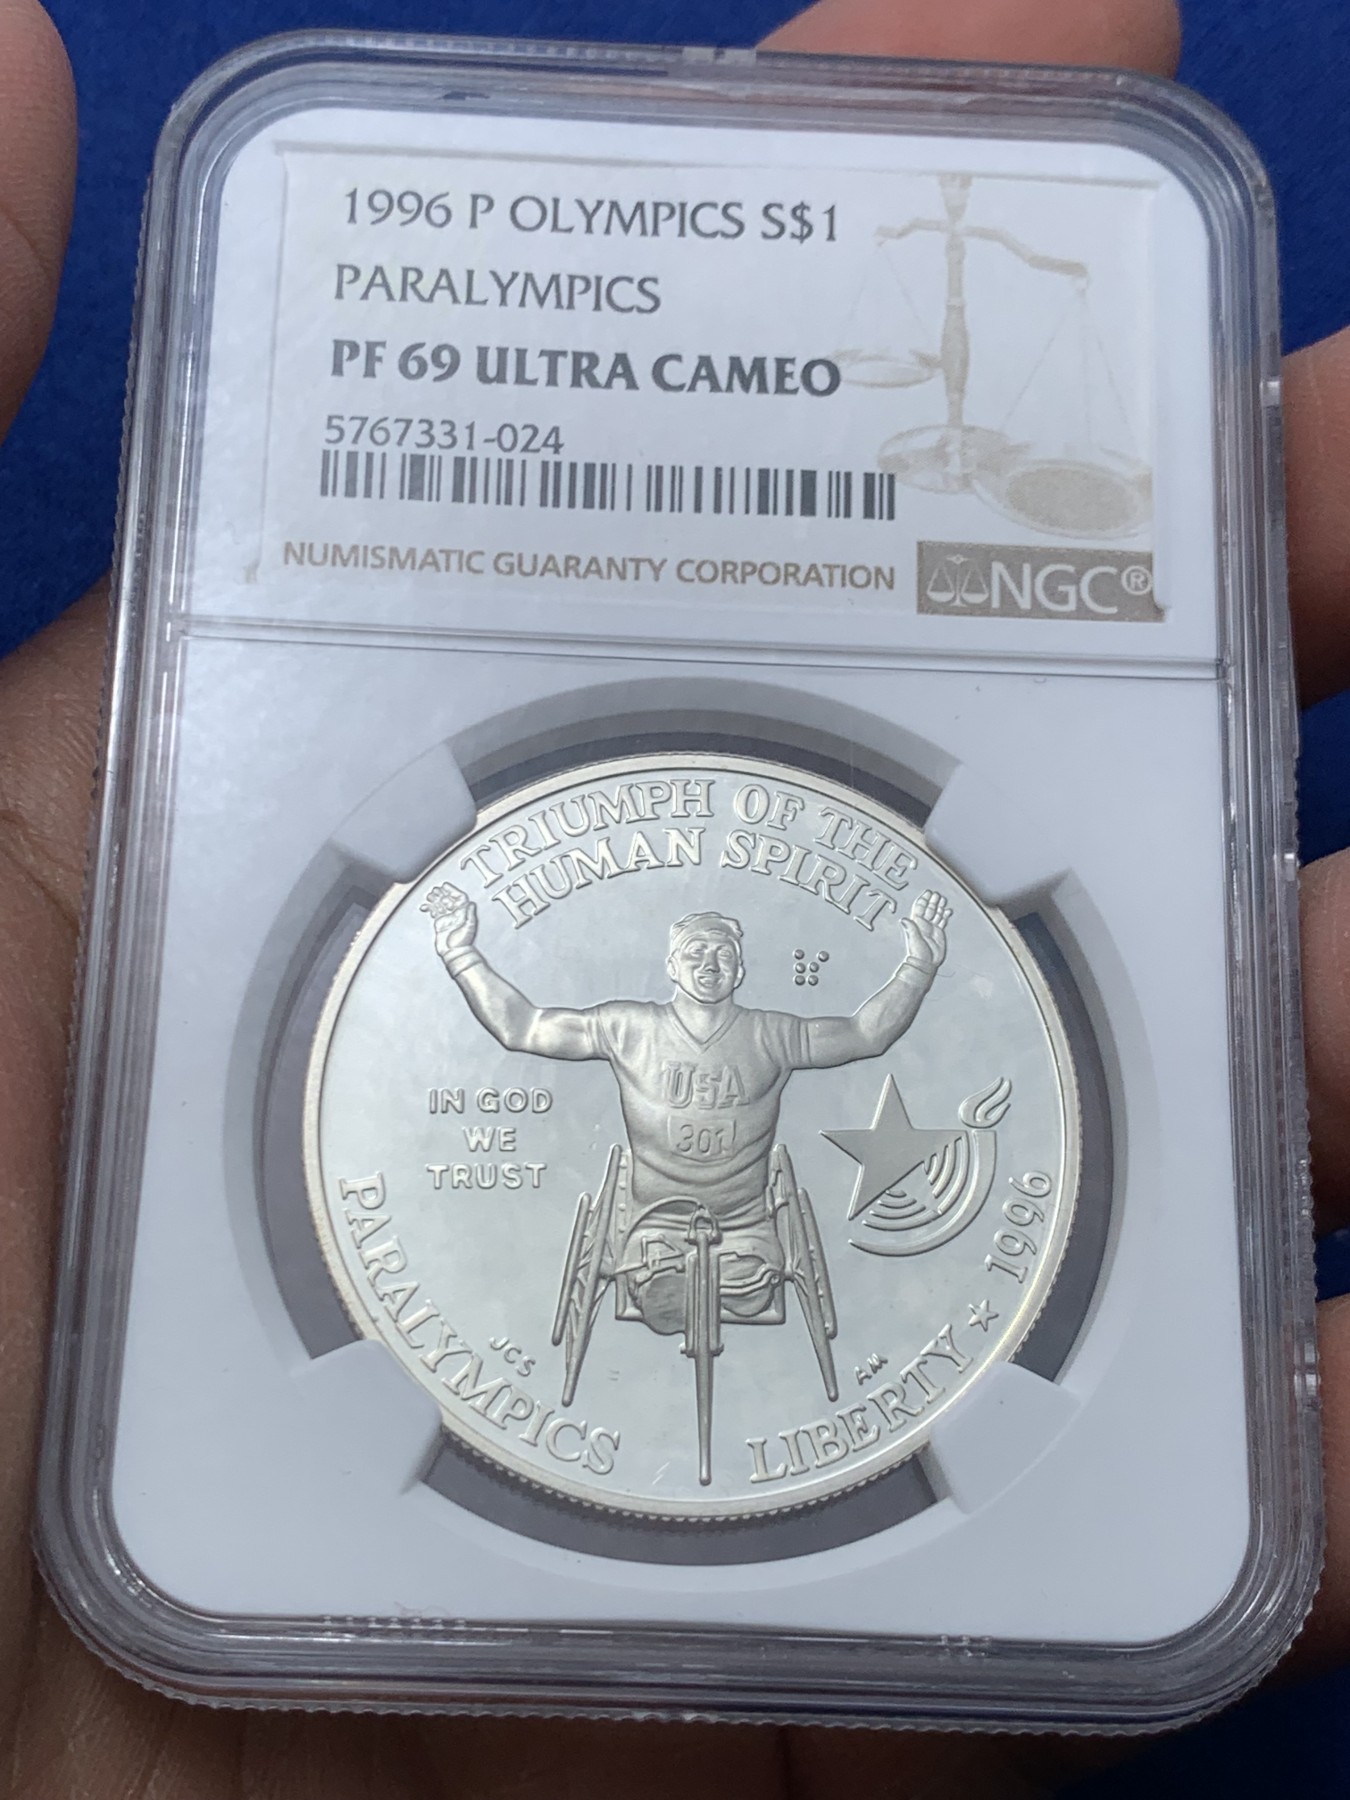 1996 P OLYMPICS S$1
PARALYMPICS
PF 69 ULTRA CAMEO
5767331-024
NUMISMATIC GUARANTY CORPORATION
NGC®
TRIUMPH OF THE
HUMAN SPIRIT
USA
301
IN GOD
WE
TRUST
PARALYMPICS
JCS
AM
LIBERTY ★ 1996